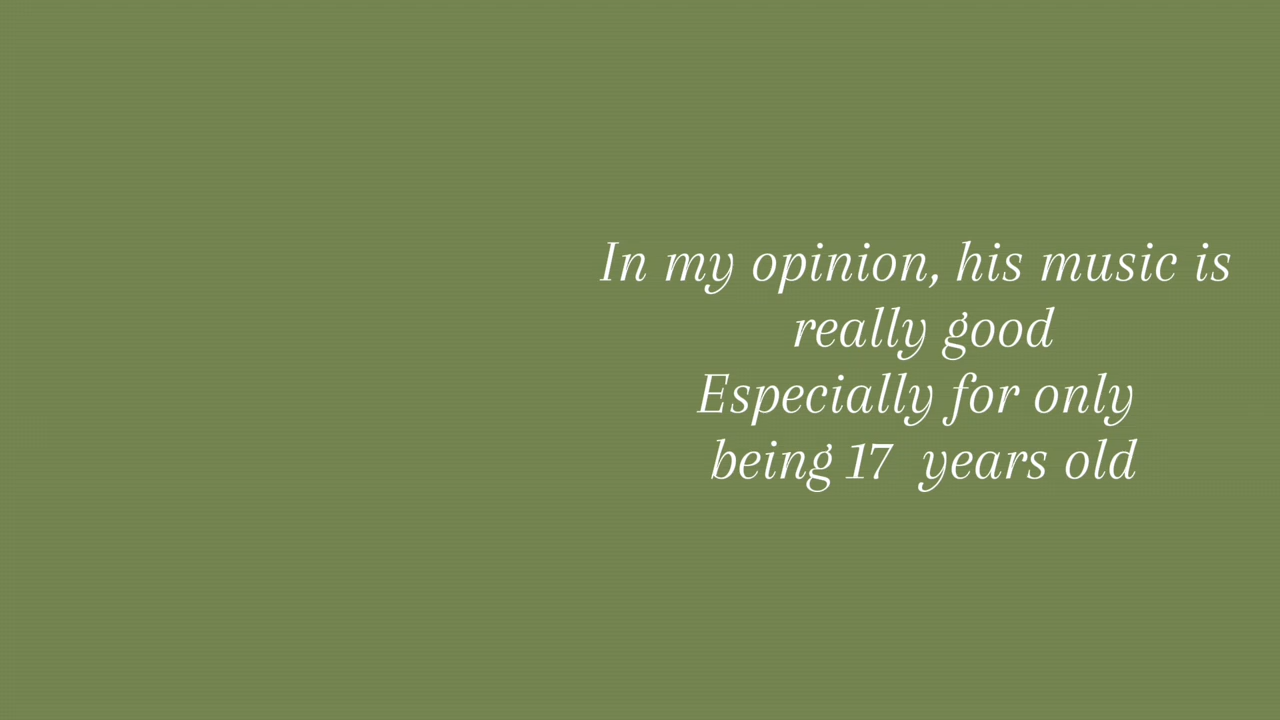 In my opinion, his music is
really good
Especially for only
being 17  years old